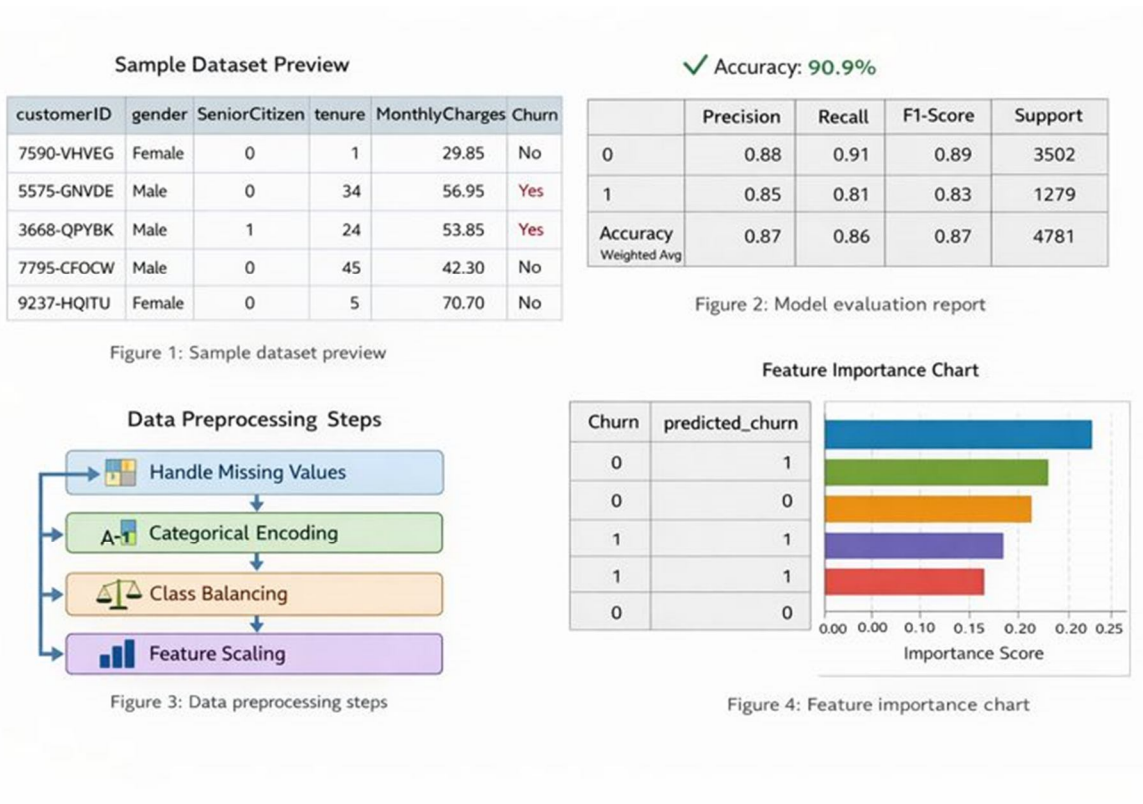 Sample Dataset Preview
customerID gender SeniorCitizen tenure MonthlyCharges Churn
7590-VHVEG Female 0 1 29.85 No
5575-GNVDE Male 0 34 56.95 Yes
3668-QPYBK Male 1 24 53.85 Yes
7795-CFOCW Male 0 45 42.30 No
9237-HQITU Female 0 5 70.70 No
Figure 1: Sample dataset preview
Accuracy: 90.9%
Precision Recall F1-Score Support
0 0.88 0.91 0.89 3502
1 0.85 0.81 0.83 1279
Accuracy 0.87 0.86 0.87 4781
Weighted Avg
Figure 2: Model evaluation report
Data Preprocessing Steps
Handle Missing Values
A-1 Categorical Encoding
Class Balancing
Feature Scaling
Figure 3: Data preprocessing steps
Feature Importance Chart
Churn predicted_churn
0 1
0 0
1 1
1 1
0 0
0.00 0.00 0.10 0.15 0.20 0.20 0.25
Importance Score
Figure 4: Feature importance chart